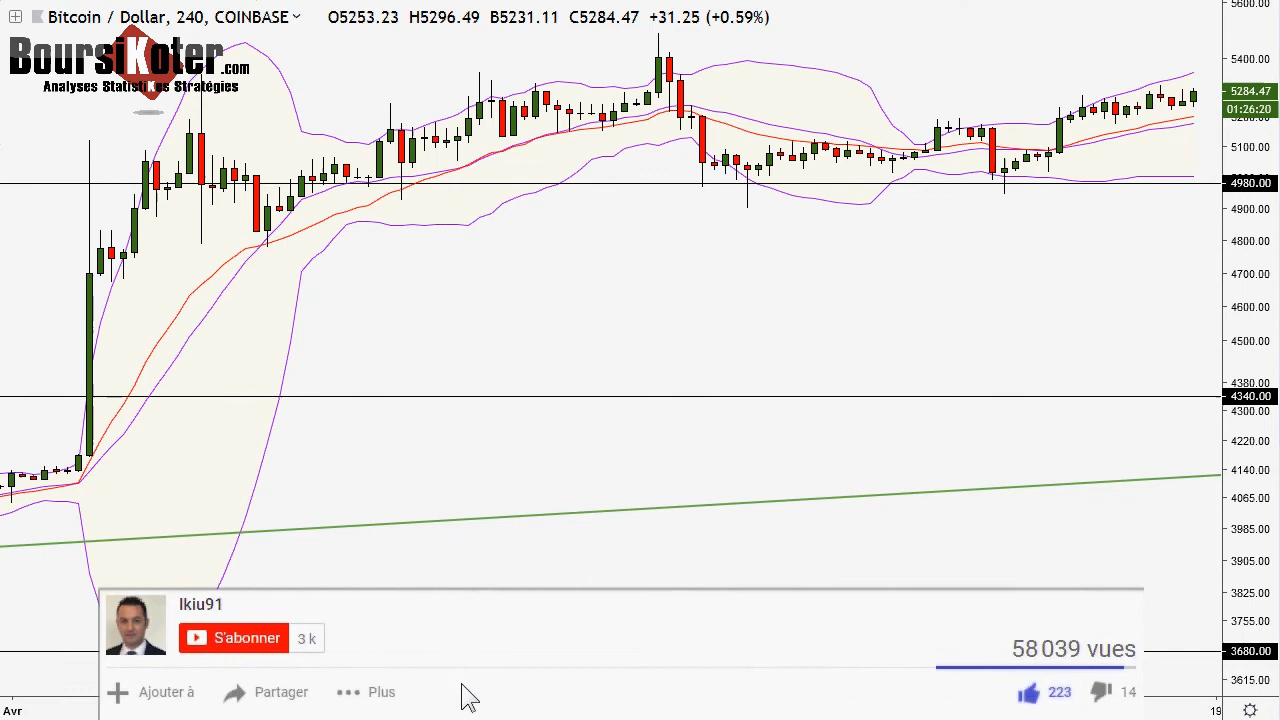 Bitcoin / Dollar, 240, COINBASE O5253.23 H5296.49 B5231.11 C5284.47 +31.25 (+0.59%)
BoursiKoter.com
Analyses StatistiKes Stratégies
5600.00
5400.00
5284.47
01:26:20
5100.00
4980.00
4900.00
4800.00
4700.00
4600.00
4500.00
4380.00
4340.00
4300.00
4220.00
4140.00
4065.00
3985.00
3905.00
3825.00
3755.00
3680.00
3615.00
Ikiu91
S'abonner 3 k
58 039 vues
Ajouter à Partager Plus 223 14
Avr 19